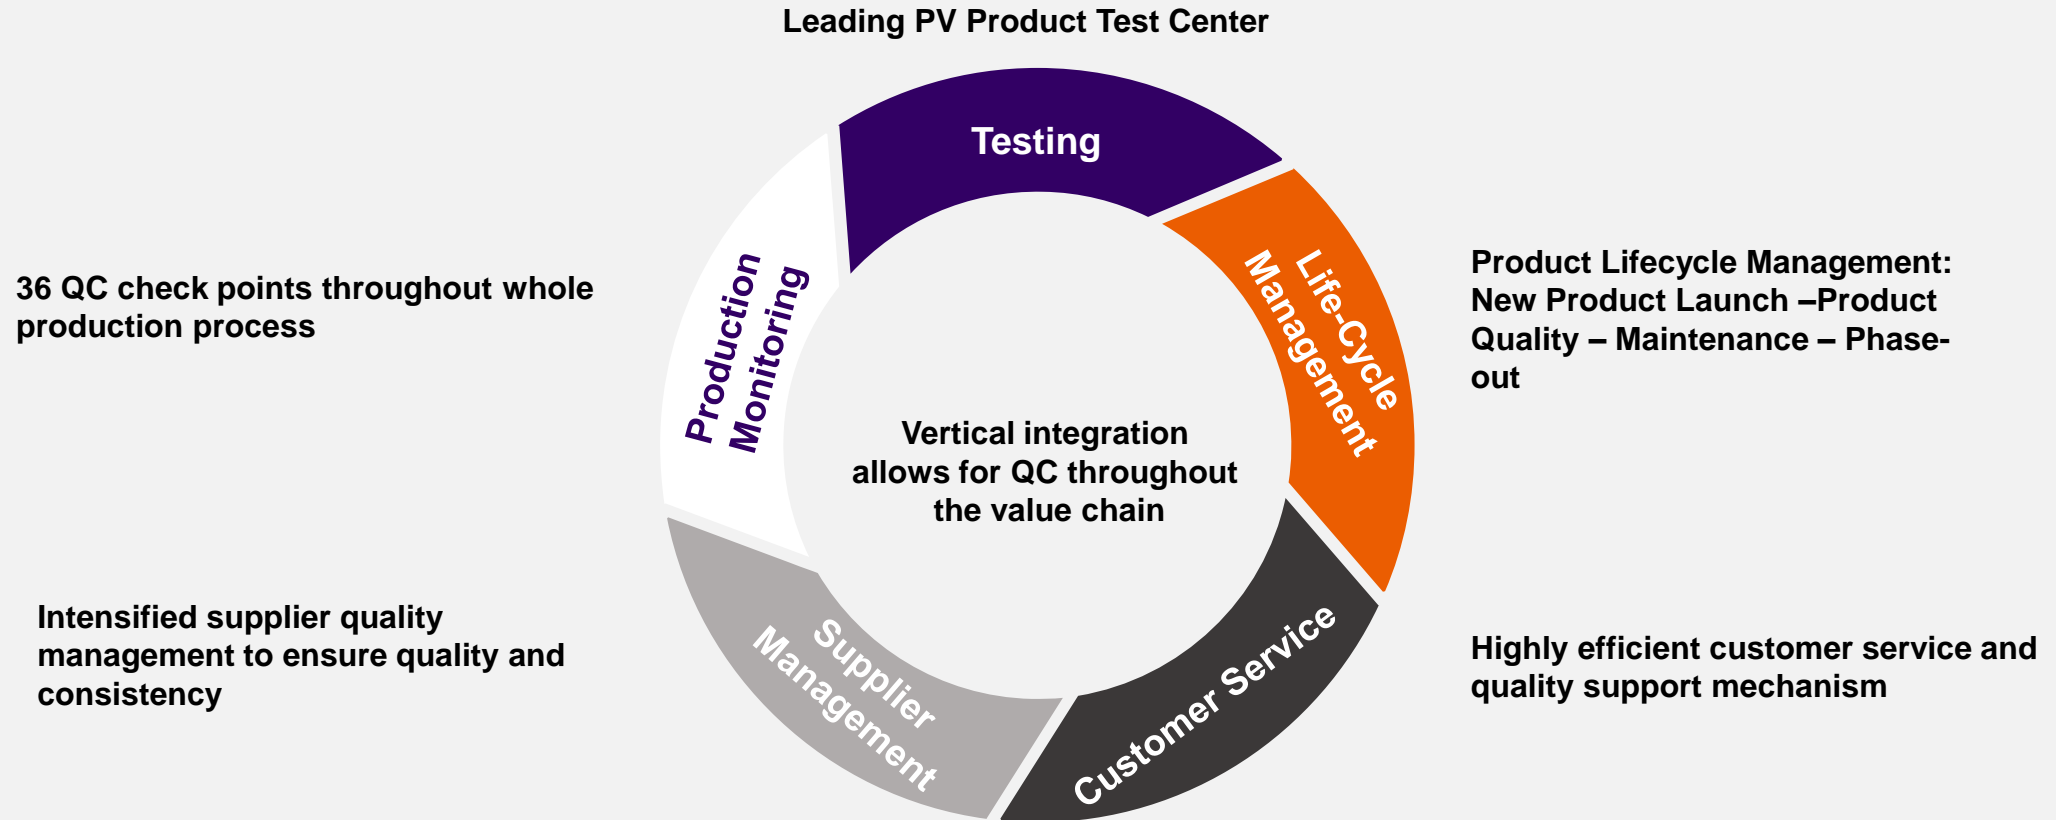 Leading PV Product Test Center
Testing
Life-Cycle
Management
Product Lifecycle Management:
New Product Launch –Product
Quality – Maintenance – Phase-
out
Customer Service
Highly efficient customer service and
quality support mechanism
Supplier
Management
Intensified supplier quality
management to ensure quality and
consistency
Production
Monitoring
36 QC check points throughout whole
production process
Vertical integration
allows for QC throughout
the value chain